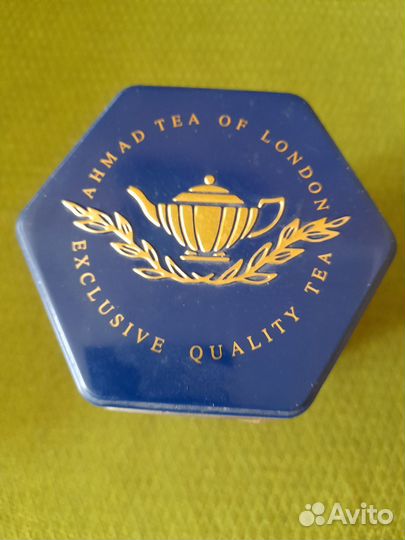 AHMAD TEA OF LONDON
EXCLUSIVE QUALITY TEA
Avito